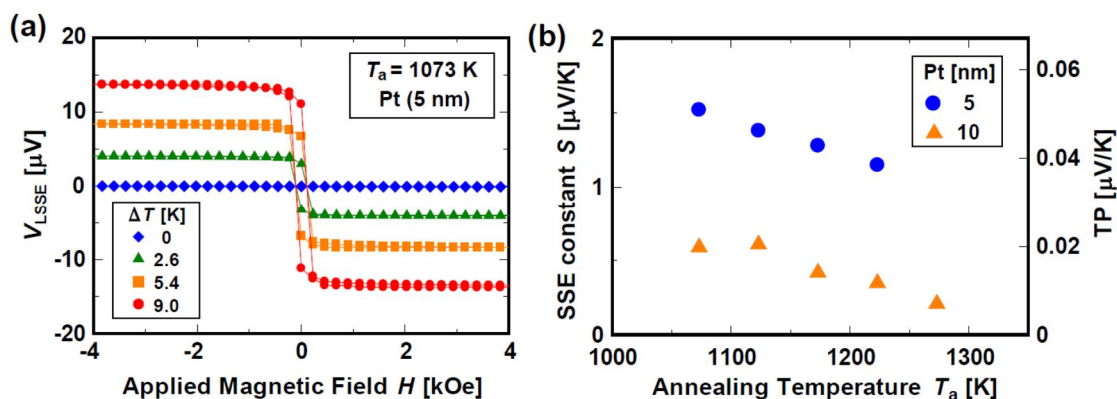 (a)
20
10
0
-10
-20
V_LSSE [μV]
T_a = 1073 K
Pt (5 nm)
ΔT [K]
0
2.6
5.4
9.0
-4
-2
0
2
4
Applied Magnetic Field H [kOe]
(b)
2
1
0
SSE constant S [μV/K]
Pt [nm]
5
10
0.06
0.04
0.02
0
TP [μV/K]
1000
1100
1200
1300
Annealing Temperature T_a [K]